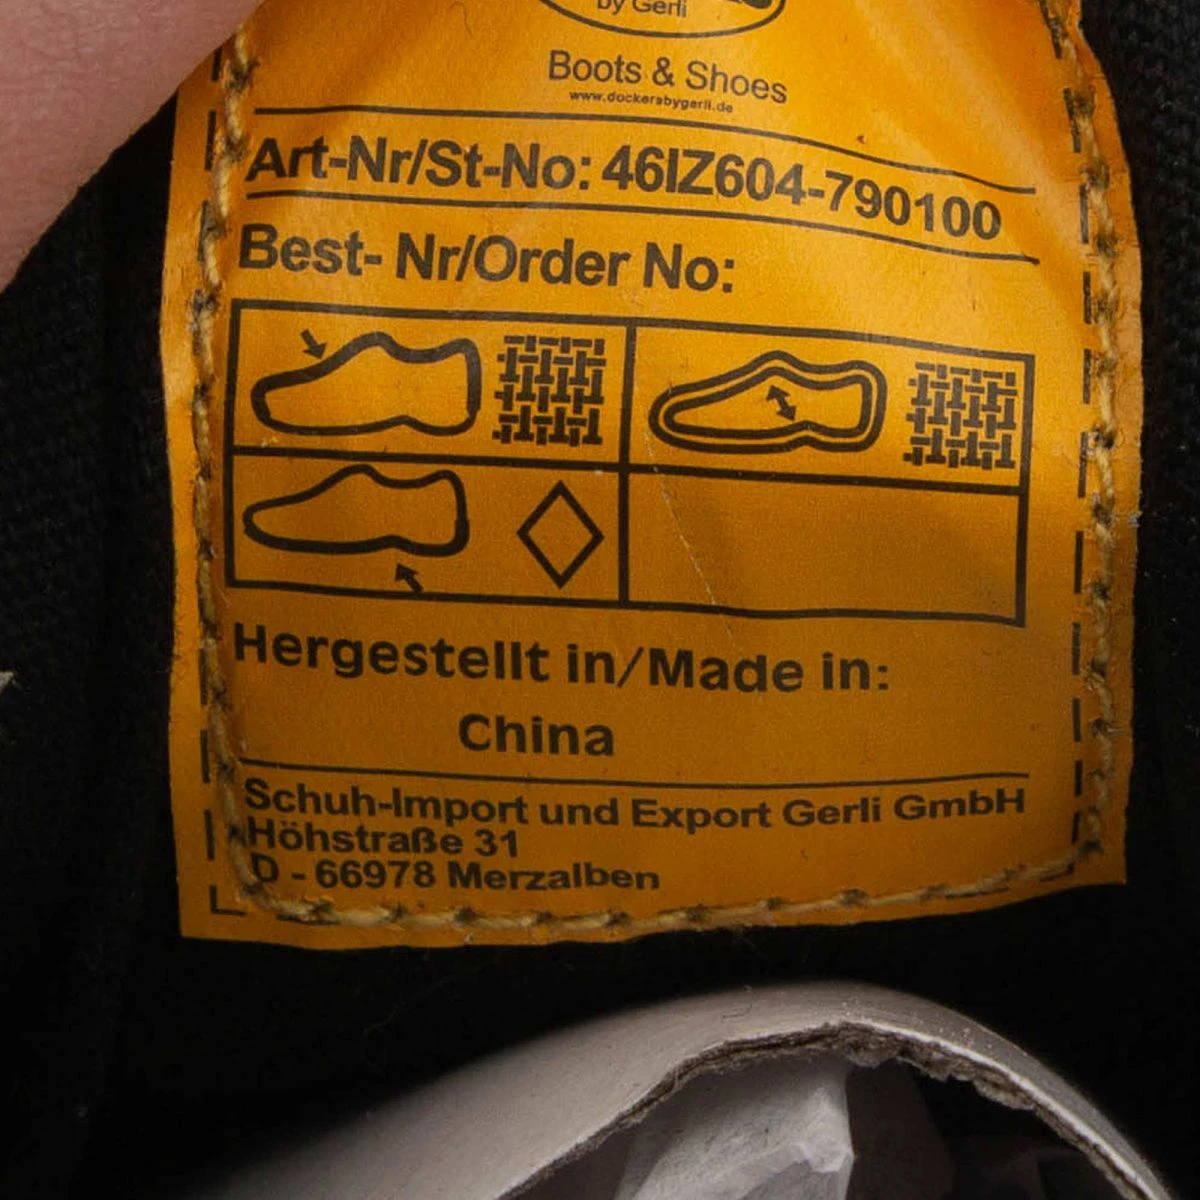 by Gerli
Boots & Shoes
www.dockersbygerli.de
Art-Nr/St-No: 46IZ604-790100
Best- Nr/Order No:
Hergestellt in/Made in:
China
Schuh-Import und Export Gerli GmbH
Höhstraße 31
D - 66978 Merzalben